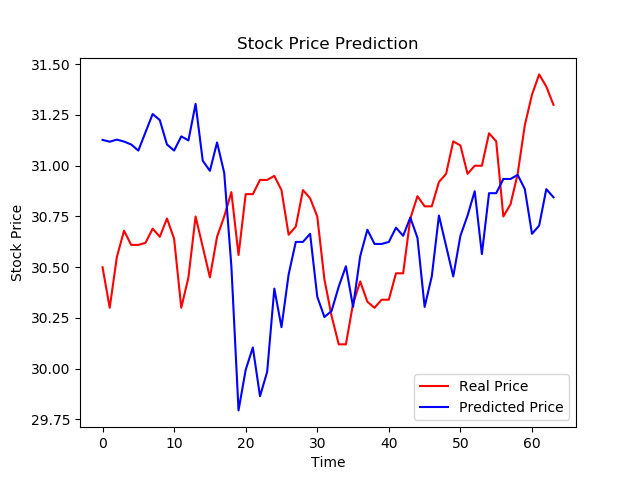 Stock Price Prediction
31.50
31.25
31.00
30.75
30.50
30.25
30.00
29.75
Stock Price
0 10 20 30 40 50 60
Time
Real Price
Predicted Price